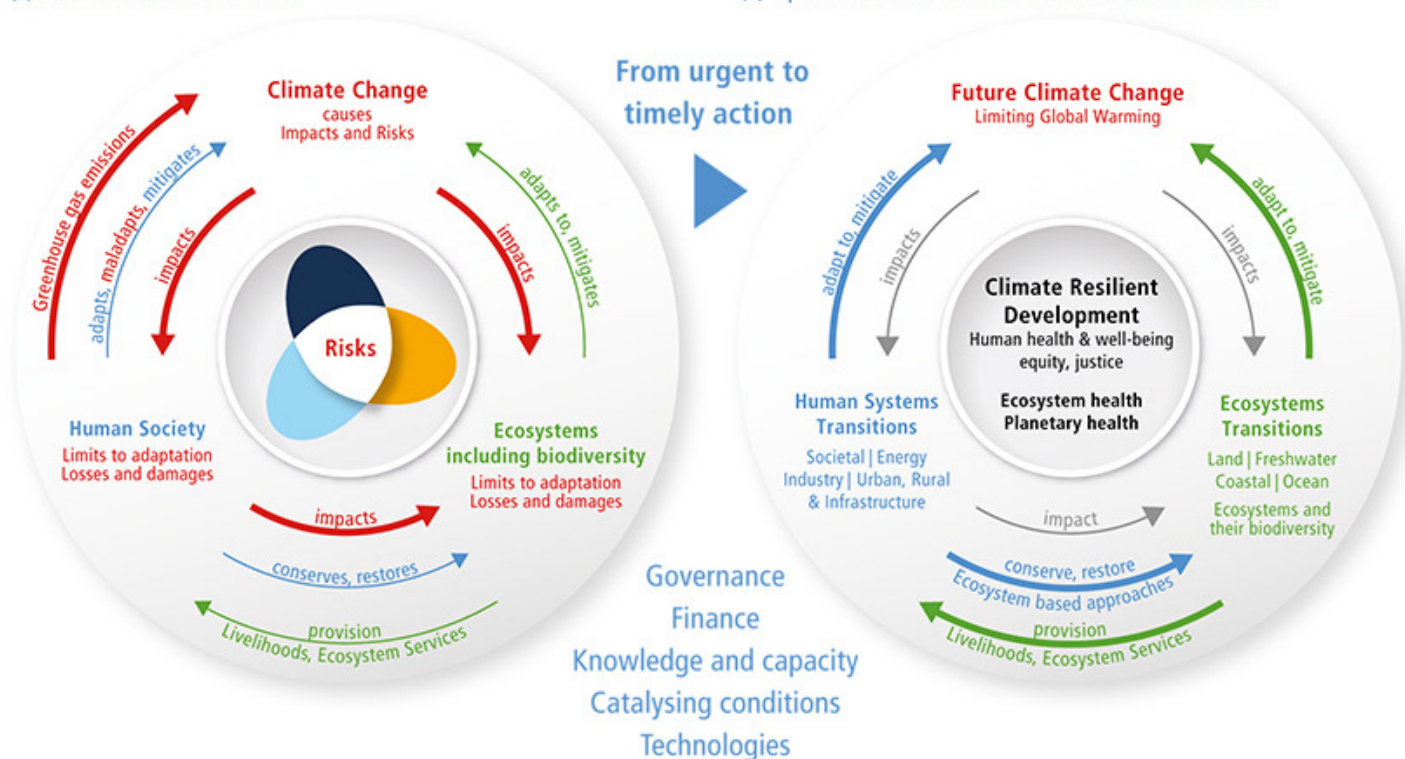 Climate Change
causes
Impacts and Risks
Greenhouse gas emissions
adapts, maladapts, mitigates
impacts
impacts
adapts to, mitigates
Risks
Human Society
Limits to adaptation
Losses and damages
Ecosystems
including biodiversity
Limits to adaptation
Losses and damages
impacts
conserves, restores
provision
Livelihoods, Ecosystem Services
From urgent to
timely action
Governance
Finance
Knowledge and capacity
Catalysing conditions
Technologies
Future Climate Change
Limiting Global Warming
adapt to, mitigate
impacts
impacts
adapt to, mitigate
Climate Resilient
Development
Human health & well-being
equity, justice
Ecosystem health
Planetary health
Human Systems
Transitions
Societal | Energy
Industry | Urban, Rural
& Infrastructure
Ecosystems
Transitions
Land | Freshwater
Coastal | Ocean
Ecosystems and
their biodiversity
impact
conserve, restore
Ecosystem based approaches
provision
Livelihoods, Ecosystem Services